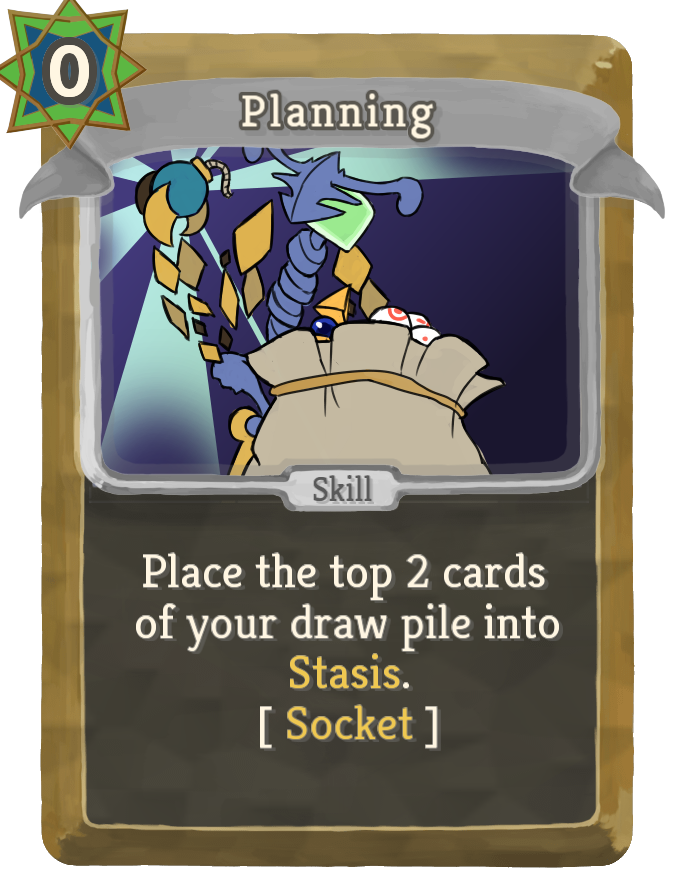 0
Planning
Skill
Place the top 2 cards
of your draw pile into
Stasis.
[ Socket ]